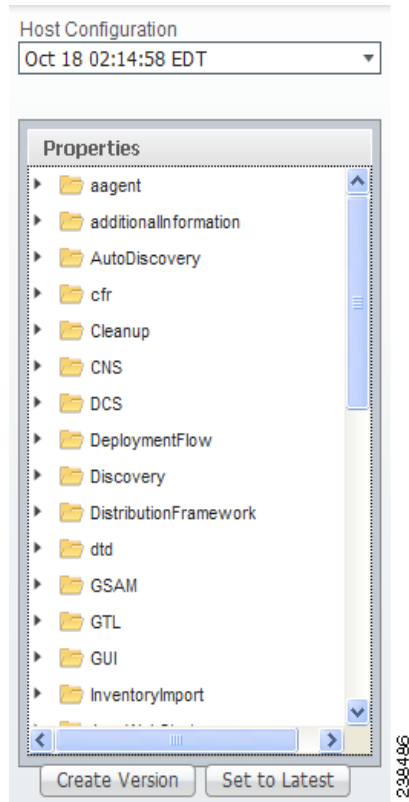 Host Configuration
Oct 18 02:14:58 EDT
Properties
aagent
additionalInformation
AutoDiscovery
cfr
Cleanup
CNS
DCS
DeploymentFlow
Discovery
DistributionFramework
dtd
GSAM
GTL
GUI
InventoryImport
Create Version
Set to Latest
238486